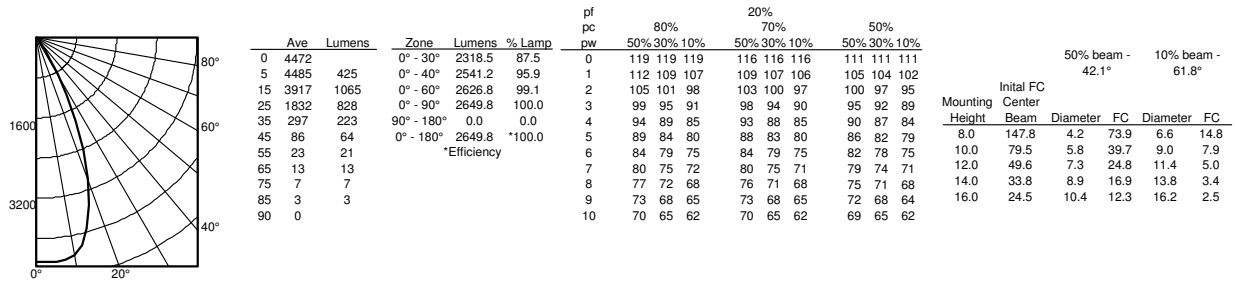 80°
60°
40°
20°
0°
1600
3200
Ave Lumens
0 4472
5 4485 425
15 3917 1065
25 1832 828
35 297 223
45 86 64
55 23 21
65 13 13
75 7 7
85 3 3
90 0
Zone Lumens % Lamp
0° - 30° 2318.5 87.5
0° - 40° 2541.2 95.9
0° - 60° 2626.8 99.1
0° - 90° 2649.8 100.0
90° - 180° 0.0 0.0
0° - 180° 2649.8 *100.0
*Efficiency
pf 20%
pc 80% 70% 50%
pw 50% 30% 10% 50% 30% 10% 50% 30% 10%
0 119 119 119 116 116 116 111 111 111
1 112 109 107 109 107 106 105 104 102
2 105 101 98 103 100 97 100 97 95
3 99 95 91 98 94 90 95 92 89
4 94 89 85 93 88 85 90 87 84
5 89 84 80 88 83 80 86 82 79
6 84 79 75 84 79 75 82 78 75
7 80 75 72 80 75 71 79 74 71
8 77 72 68 76 71 68 75 71 68
9 73 68 65 73 68 65 72 68 64
10 70 65 62 70 65 62 69 65 62
50% beam - 10% beam -
42.1° 61.8°
Inital FC
Mounting Center
Height Beam Diameter FC Diameter FC
8.0 147.8 4.2 73.9 6.6 14.8
10.0 79.5 5.8 39.7 9.0 7.9
12.0 49.6 7.3 24.8 11.4 5.0
14.0 33.8 8.9 16.9 13.8 3.4
16.0 24.5 10.4 12.3 16.2 2.5